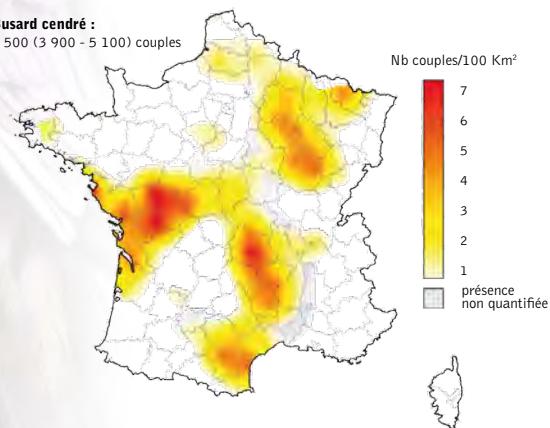 Busard cendré :
500 (3 900 - 5 100) couples
Nb couples/100 Km²
7
6
5
4
3
2
1
présence
non quantifiée